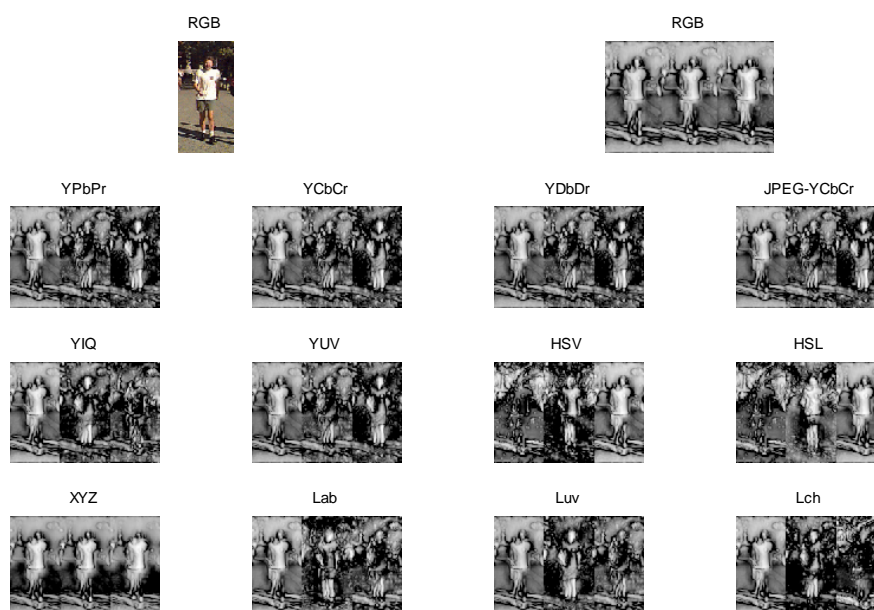 RGB
RGB
YPbPr
YCbCr
YDbDr
JPEG-YCbCr
YIQ
YUV
HSV
HSL
XYZ
Lab
Luv
Lch